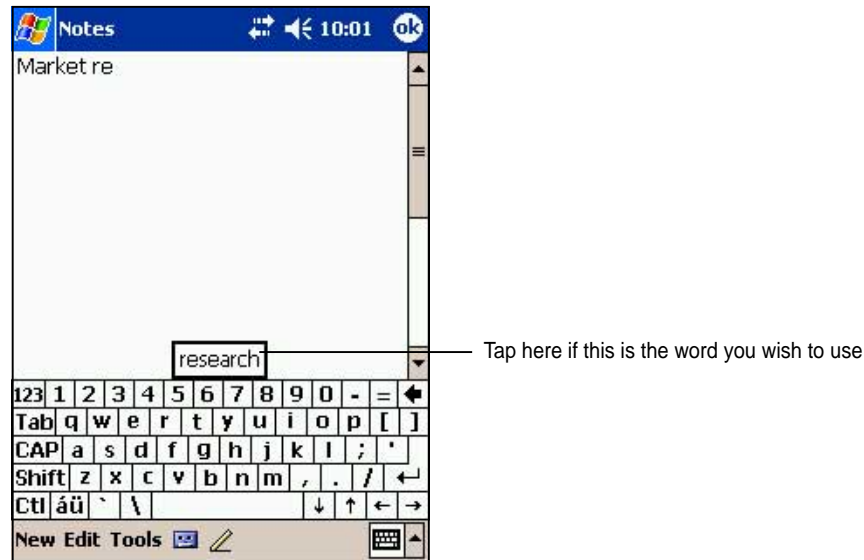 Notes 10:01 ok
Market re
research
Tap here if this is the word you wish to use
123 1 2 3 4 5 6 7 8 9 0 - = ←
Tab q w e r t y u i o p [ ]
CAP a s d f g h j k l ; '
Shift z x c v b n m , . / ↵
Ctl áü ` \ ↓ ↑ ← →
New Edit Tools